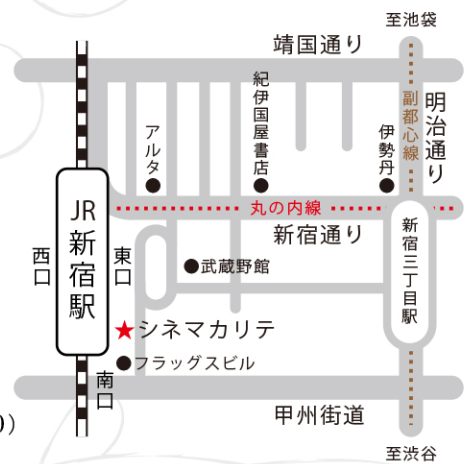 至池袋
靖国通り
明治通り
副都心線
紀伊国屋書店
アルタ
伊勢丹
丸の内線
新宿通り
新宿三丁目駅
JR新宿駅
西口
東口
●武蔵野館
★シネマカリテ
●フラッグスビル
南口
0)
甲州街道
至渋谷